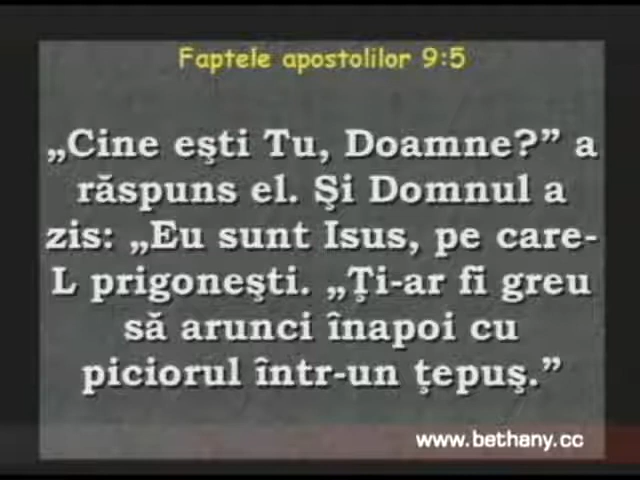 Faptele apostolilor 9:5
„Cine eşti Tu, Doamne?” a
răspuns el. Şi Domnul a
zis: „Eu sunt Isus, pe care-
L prigoneşti. „Ţi-ar fi greu
să arunci înapoi cu
piciorul într-un ţepuş.”
www.bethany.cc